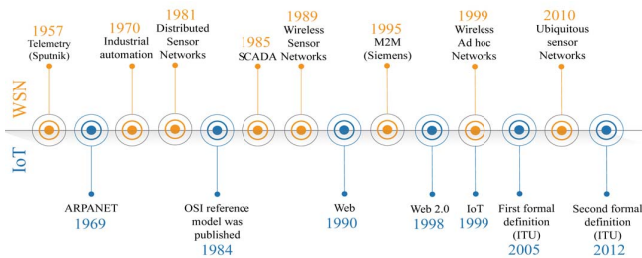 1957
Telemetry
(Sputnik)
1970
Industrial
automation
1981
Distributed
Sensor
Networks
1985
SCADA
1989
Wireless
Sensor
Networks
1995
M2M
(Siemens)
1999
Wireless
Ad hoc
Networks
2010
Ubiquitous
sensor
Networks
WSN
IoT
ARPANET
1969
OSI reference
model was
published
1984
Web
1990
Web 2.0
1998
IoT
1999
First formal
definition
(ITU)
2005
Second formal
definition
(ITU)
2012